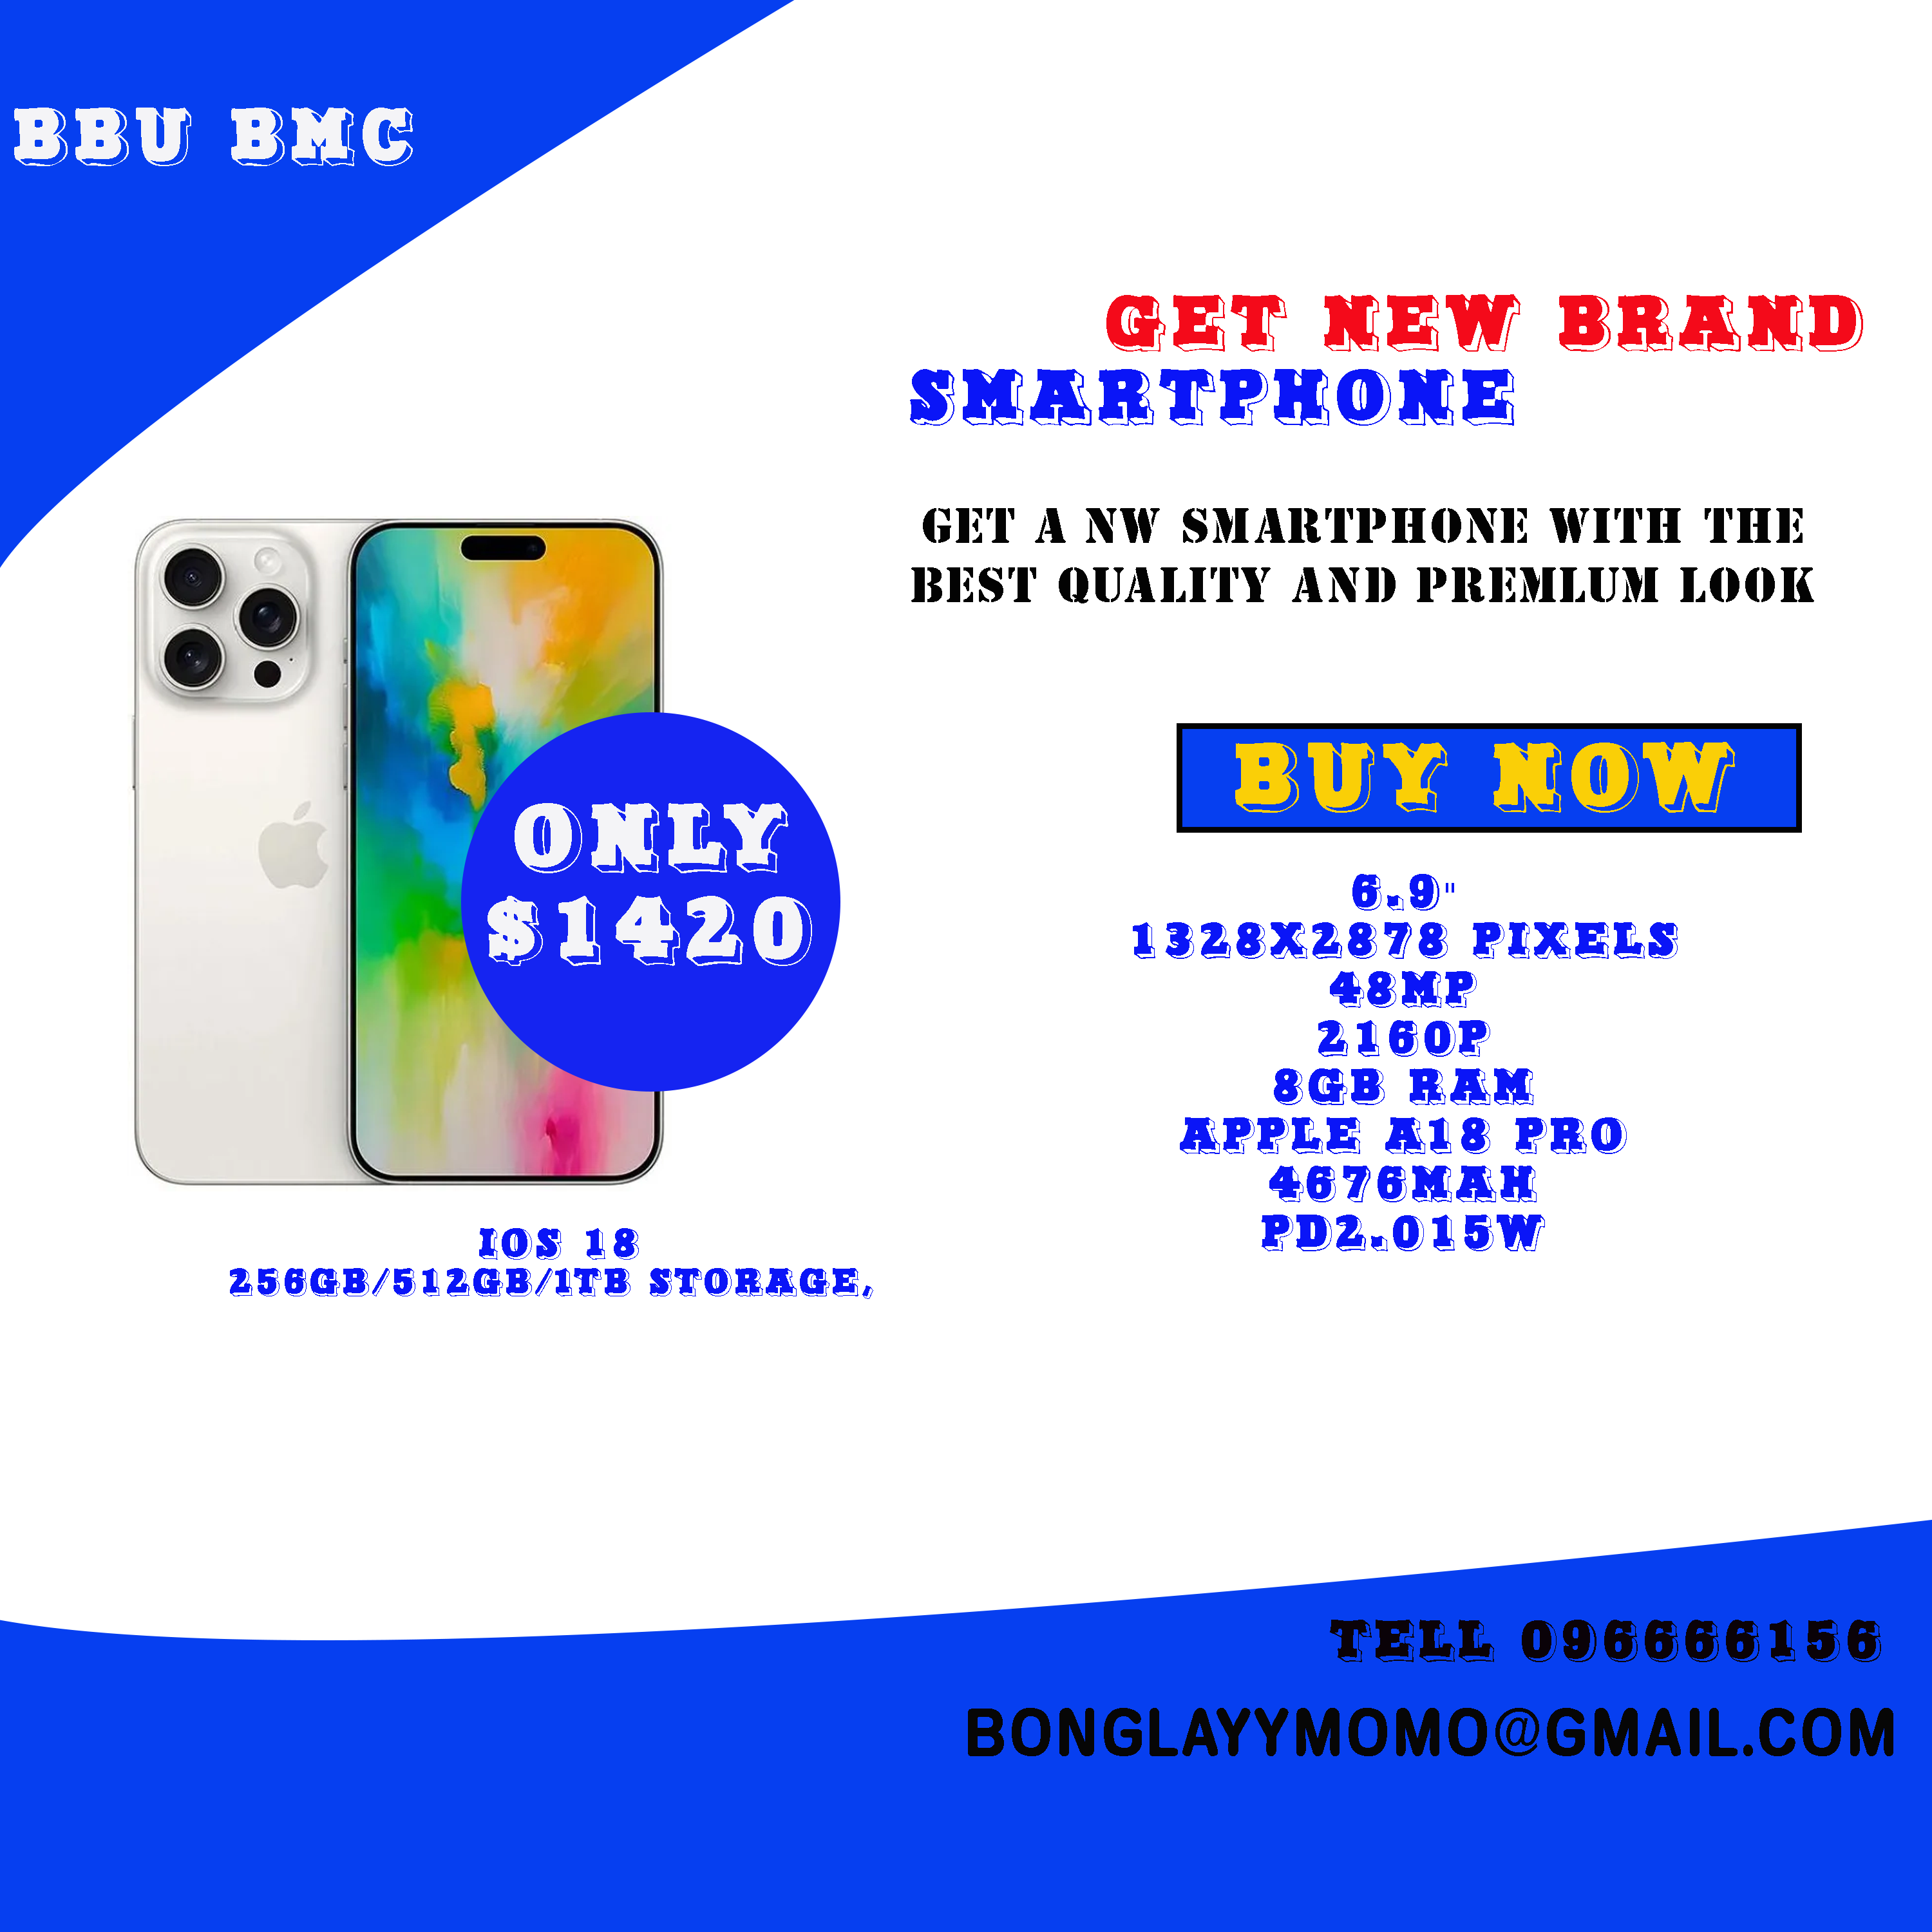 BBU BMC
GET NEW BRAND
SMARTPHONE
GET A NW SMARTPHONE WITH THE
BEST QUALITY AND PREMLUM LOOK
BUY NOW
ONLY
$1420
6.9"
1328X2878 PIXELS
48MP
2160P
8GB RAM
APPLE A18 PRO
4676MAH
PD2.015W
IOS 18
256GB/512GB/1TB STORAGE,
TELL 096666156
BONGLAYYMOMO@GMAIL.COM